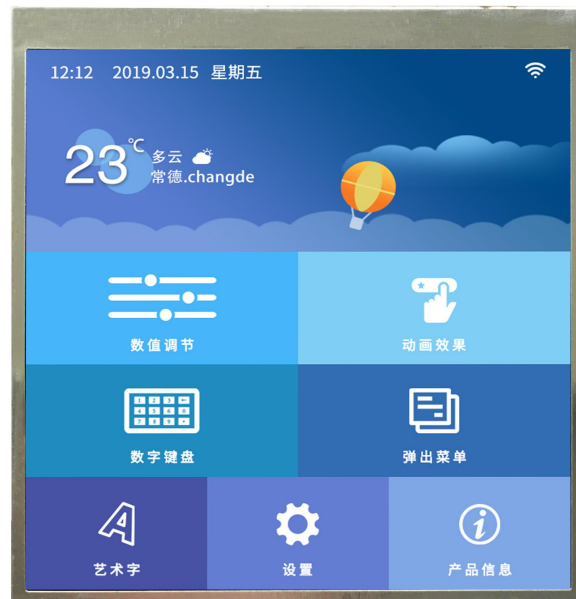 12:12 2019.03.15 星期五
23℃
多云
常德.changde
数值调节
动画效果
数字键盘
弹出菜单
艺术字
设置
产品信息